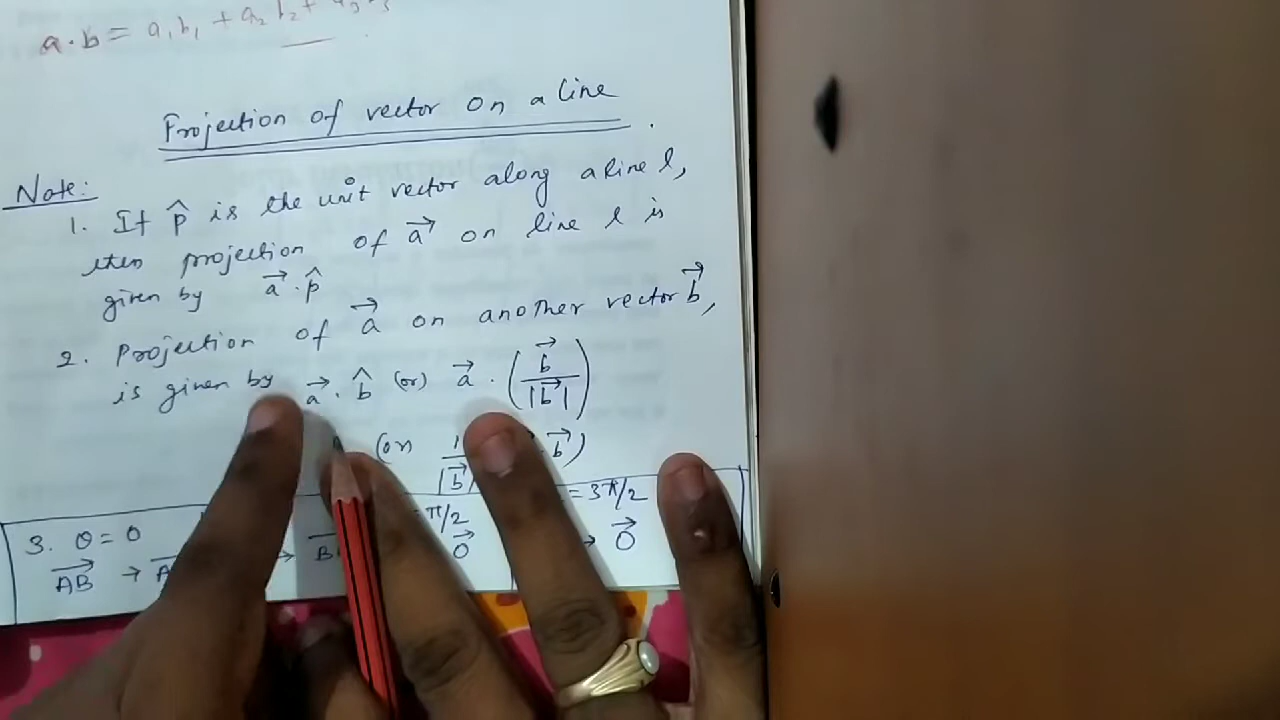 a·b = a₁b₁ + a₂b₂ +
Projection of vector on a line
Note:
1. If p̂ is the unit vector along a line l,
then projection of a⃗ on line l is
given by a⃗ · p̂
2. Projection of a⃗ on another vector b⃗,
is given by a⃗ · b̂ (or) a⃗ · (b⃗ / |b⃗|)
(or 1 / |b⃗| · b⃗)
3. θ = 0 π/2 = 3π/2
AB⃗ → → 0⃗ → 0⃗